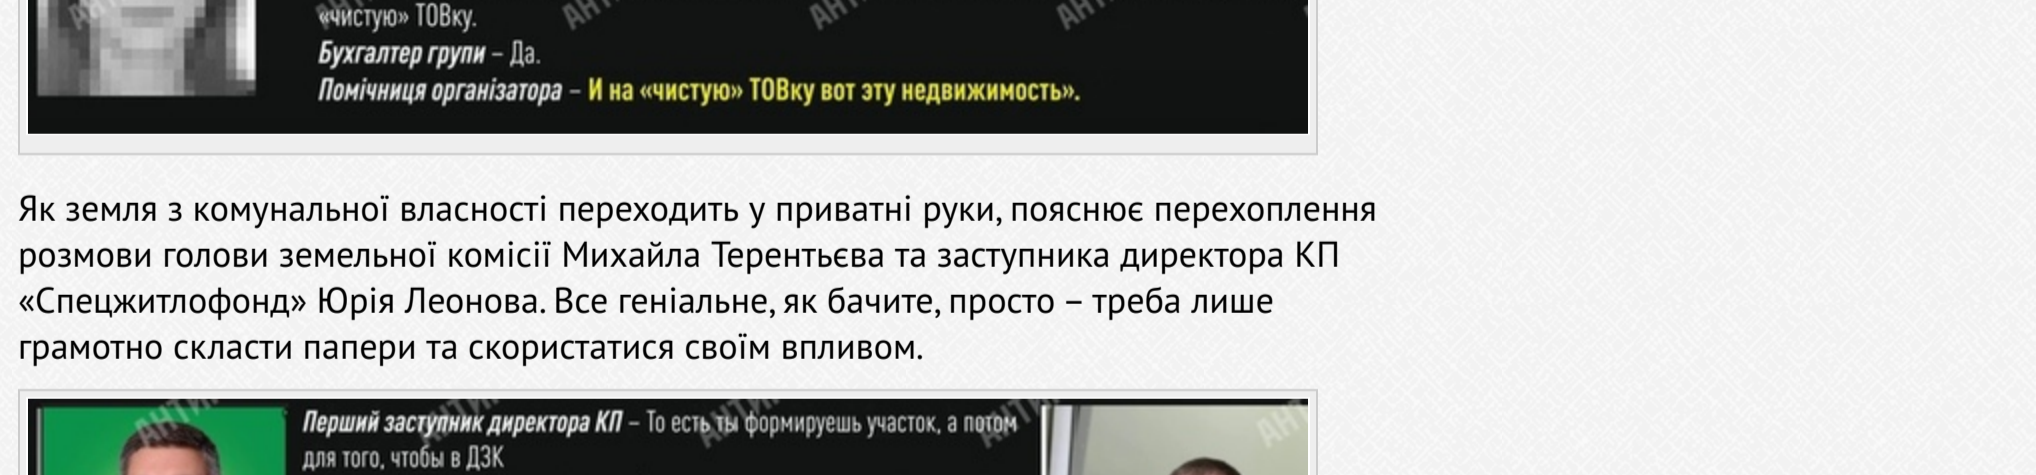 «чистую» ТОВку.
Бухгалтер групи – Да.
Помічниця організатора – И на «чистую» ТОВку вот эту недвижимость».
Як земля з комунальної власності переходить у приватні руки, пояснює перехоплення
розмови голови земельної комісії Михайла Терентьєва та заступника директора КП
«Спецжитлофонд» Юрія Леонова. Все геніальне, як бачите, просто – треба лише
грамотно скласти папери та скористатися своїм впливом.
Перший заступник директора КП – То есть ты формируешь участок, а потом
для того, чтобы в ДЗК